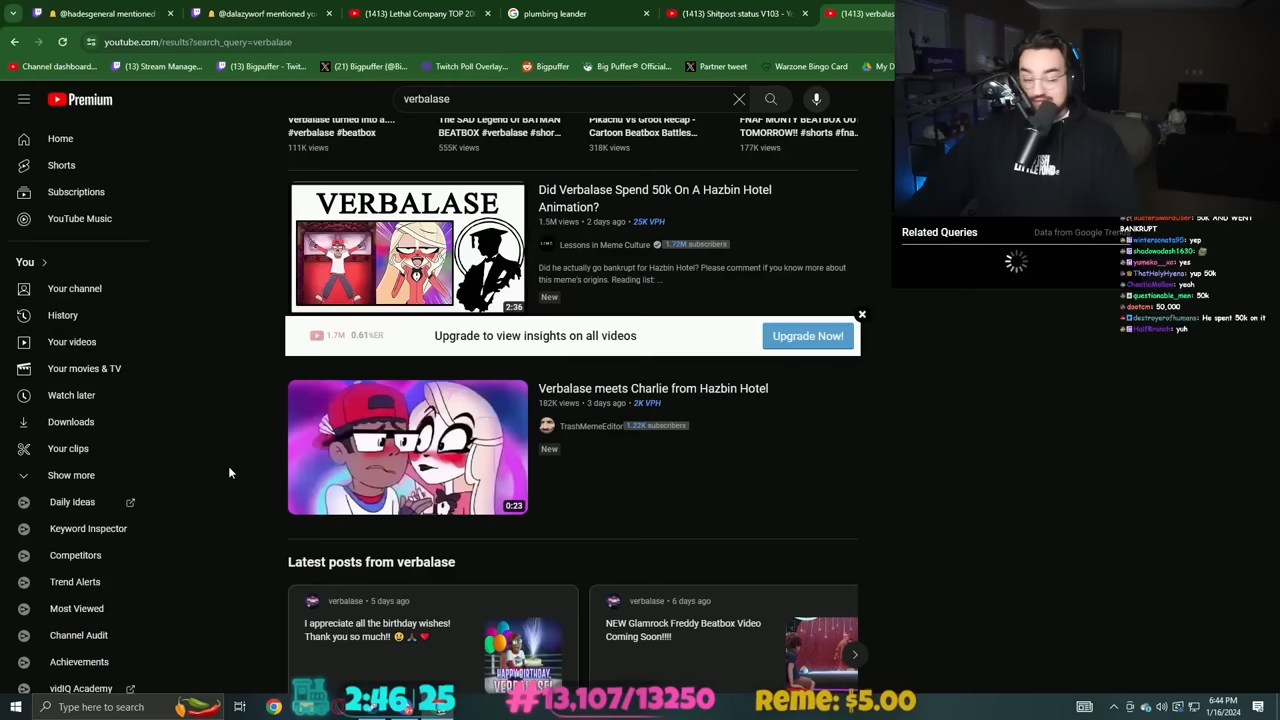 @hadesgael mentioned
@dalazyworf mentioned yo
(1413) Lethal Company TOP 20
plumbing leader
(1413) Shitpost status V103 - Y
(1413) verbalas
youtube.com/results?search_query=verbalase
Channel dashboard...
(13) Stream Manage...
(13) Bigpuffer - Twit...
(21) Bigpuffer (@Bi...
Twitch Poll Overlay...
Bigpuffer
Big Puffer® Official...
Partner tweet
Warzone Bingo Card
My D
Premium
verbalase
Home
Shorts
Subscriptions
YouTube Music
You
Your channel
History
Your videos
Your movies & TV
Watch later
Downloads
Your clips
Show more
Daily Ideas
Keyword Inspector
Competitors
Trend Alerts
Most Viewed
Channel Audit
Achievements
vidIQ Academy
Verbalase turned into a....
#verbalase #beatbox
111K views
The SAD Legend Of BATMAN
BEATBOX #verbalase #shor...
555K views
Pikachu Vs Groot Recap -
Cartoon Beatbox Battles...
318K views
FNAF MONTY BEATBOX OUT
TOMORROW!! #shorts #fna...
177K views
VERBALASE
2:36
Did Verbalase Spend 50k On A Hazbin Hotel
Animation?
1.5M views • 2 days ago • 25K VPH
Lessons in Meme Culture 1.72M subscribers
Did he actually go bankrupt for Hazbin Hotel? Please comment if you know more about
this meme's origins. Reading list: ...
New
1.7M 0.61%ER
Upgrade to view insights on all videos
Upgrade Now!
0:23
Verbalase meets Charlie from Hazbin Hotel
182K views • 3 days ago • 2K VPH
TrashMemeEditor 1.22K subscribers
New
Latest posts from verbalase
verbalase • 5 days ago
I appreciate all the birthday wishes!
Thank you so much!!
HAPPY BIRTHDAY
verbalase • 6 days ago
NEW Glamrock Freddy Beatbox Video
Coming Soon!!!!
Related Queries
Data from Google Trends
50K AND WENT
BANKRUPT
wintersonata95: yep
shadowdash1630:
yumeko__xo: yes
ThatHolyHyena: yup 50k
ChaoticMallow: yeah
questionable_men: 50k
dootcm: 50,000
destroyerofhumans: He spent 50k on it
HalfBrunch: yuh
2:46 25
#13,107/13250
Reme: $5.00
Type here to search
6:44 PM
1/16/2024